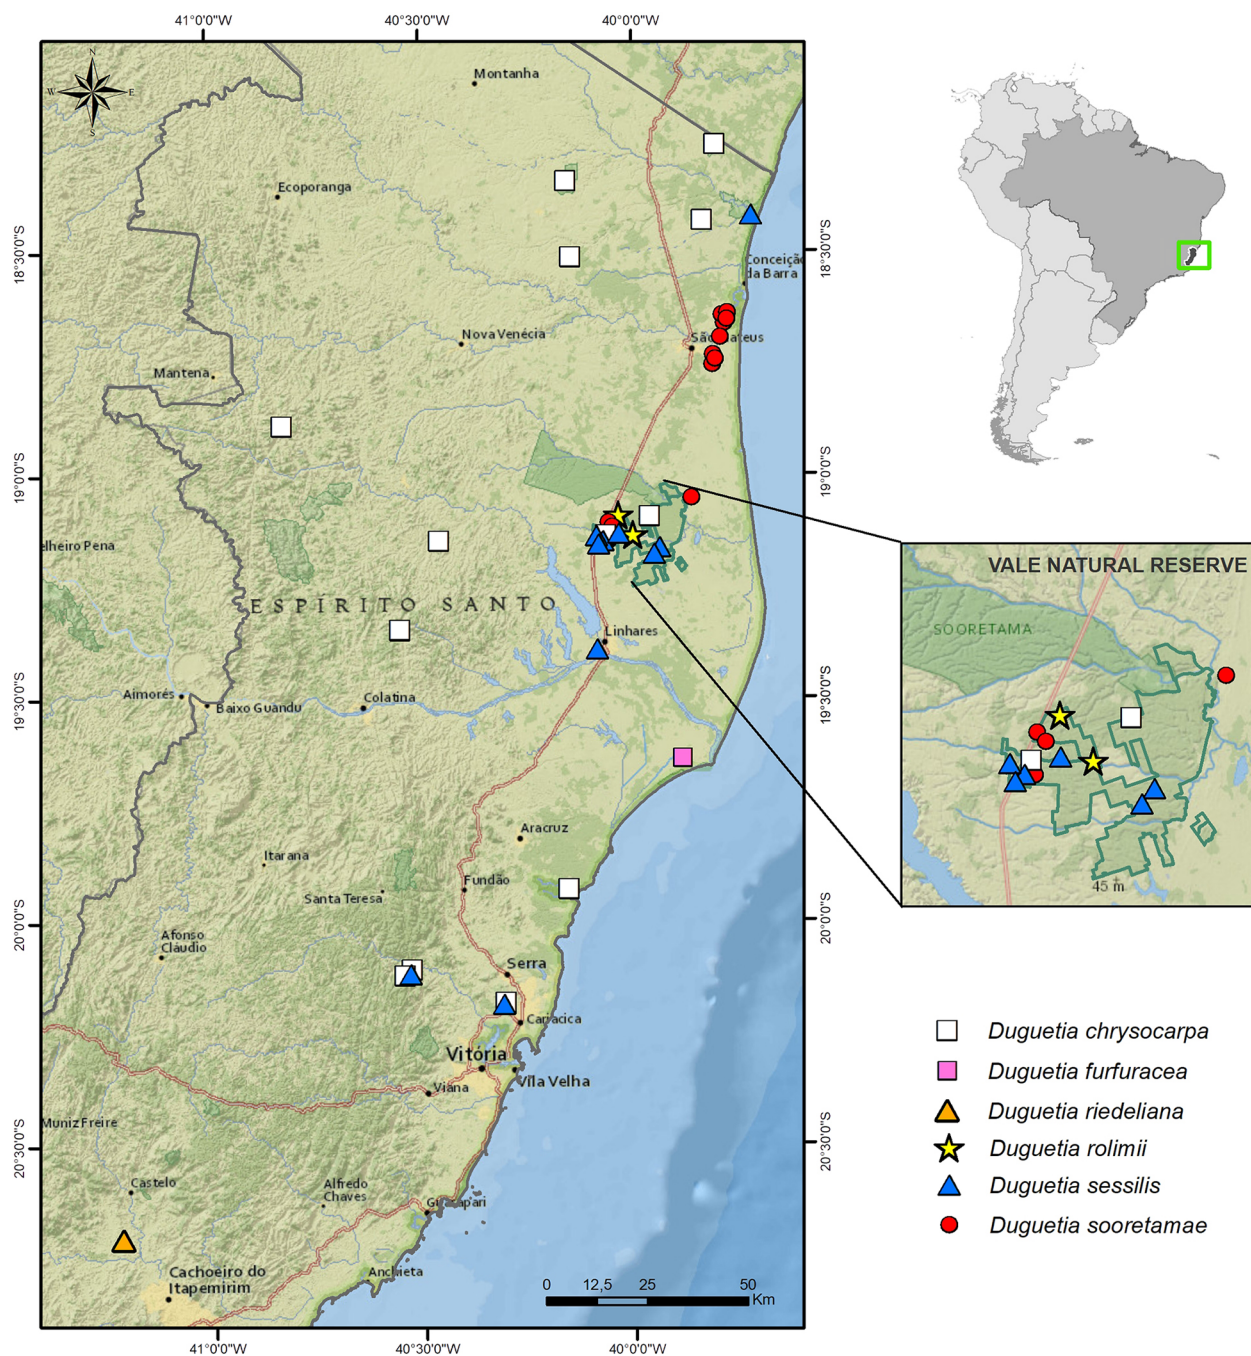 41°0'0"W 40°30'0"W 40°0'0"W
N
W E
S
Montanha
Ecoporanga
18°30'0"S
18°30'0"S
Conceição
da Barra
Nova Venécia
São Mateus
Mantena
19°0'0"S
19°0'0"S
elheiro Pena
ESPÍRITO SANTO
Linhares
VALE NATURAL RESERVE
SOORETAMA
45 m
Aimorés
Baixo Guandu
Colatina
19°30'0"S
19°30'0"S
Aracruz
Itarana
Santa Teresa
Fundão
20°0'0"S
20°0'0"S
Afonso
Cláudio
Serra
Cariacica
Vitória
Viana
Vila Velha
Muniz Freire
20°30'0"S
20°30'0"S
Castelo
Alfredo
Chaves
Guarapari
Anchieta
Cachoeiro do
Itapemirim
0 12,5 25 50
Km
41°0'0"W 40°30'0"W 40°0'0"W
Duguetia chrysocarpa
Duguetia furfuracea
Duguetia riedeliana
Duguetia rolimii
Duguetia sessilis
Duguetia sooretamae